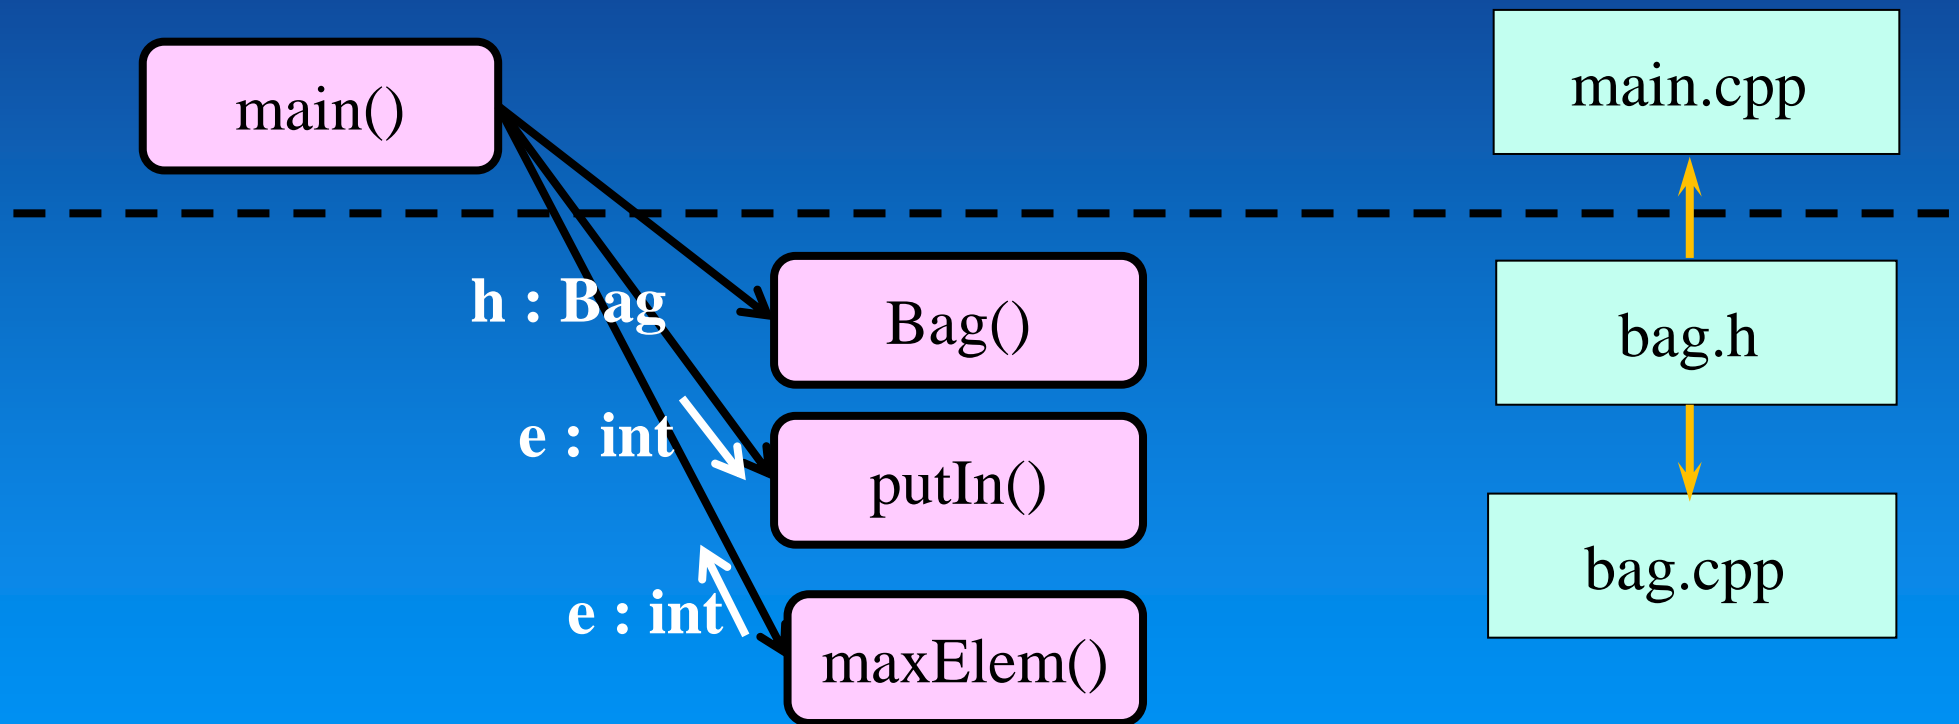 main()
main.cpp
h : Bag
Bag()
bag.h
e : int
putIn()
bag.cpp
e : int
maxElem()